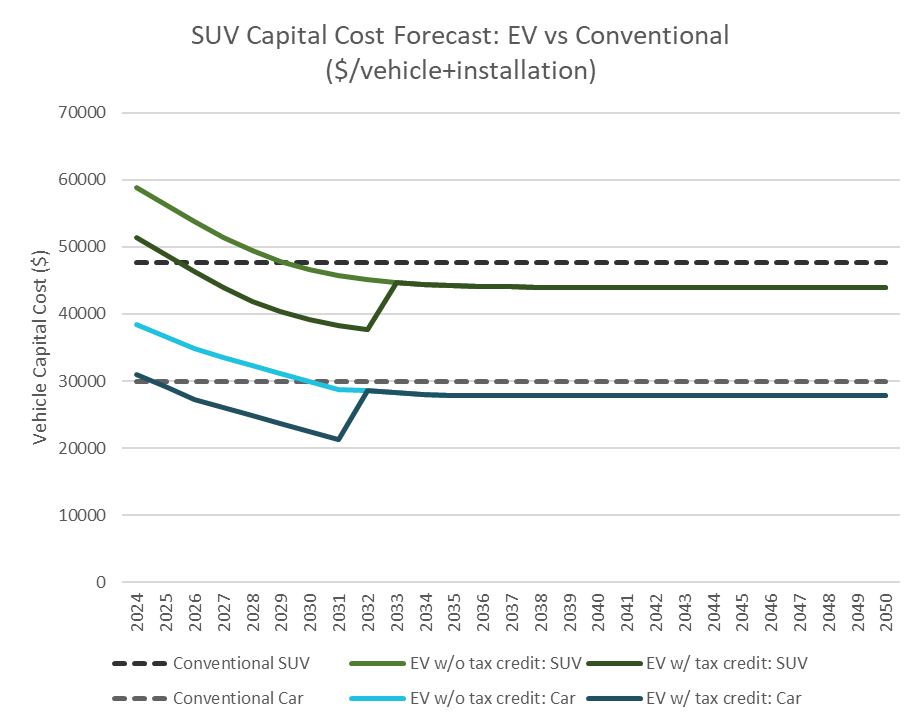 SUV Capital Cost Forecast: EV vs Conventional
($/vehicle+installation)
Vehicle Capital Cost ($)
70000
60000
50000
40000
30000
20000
10000
0
2024 2025 2026 2027 2028 2029 2030 2031 2032 2033 2034 2035 2036 2037 2038 2039 2040 2041 2042 2043 2044 2045 2046 2047 2048 2049 2050
Conventional SUV EV w/o tax credit: SUV EV w/ tax credit: SUV
Conventional Car EV w/o tax credit: Car EV w/ tax credit: Car